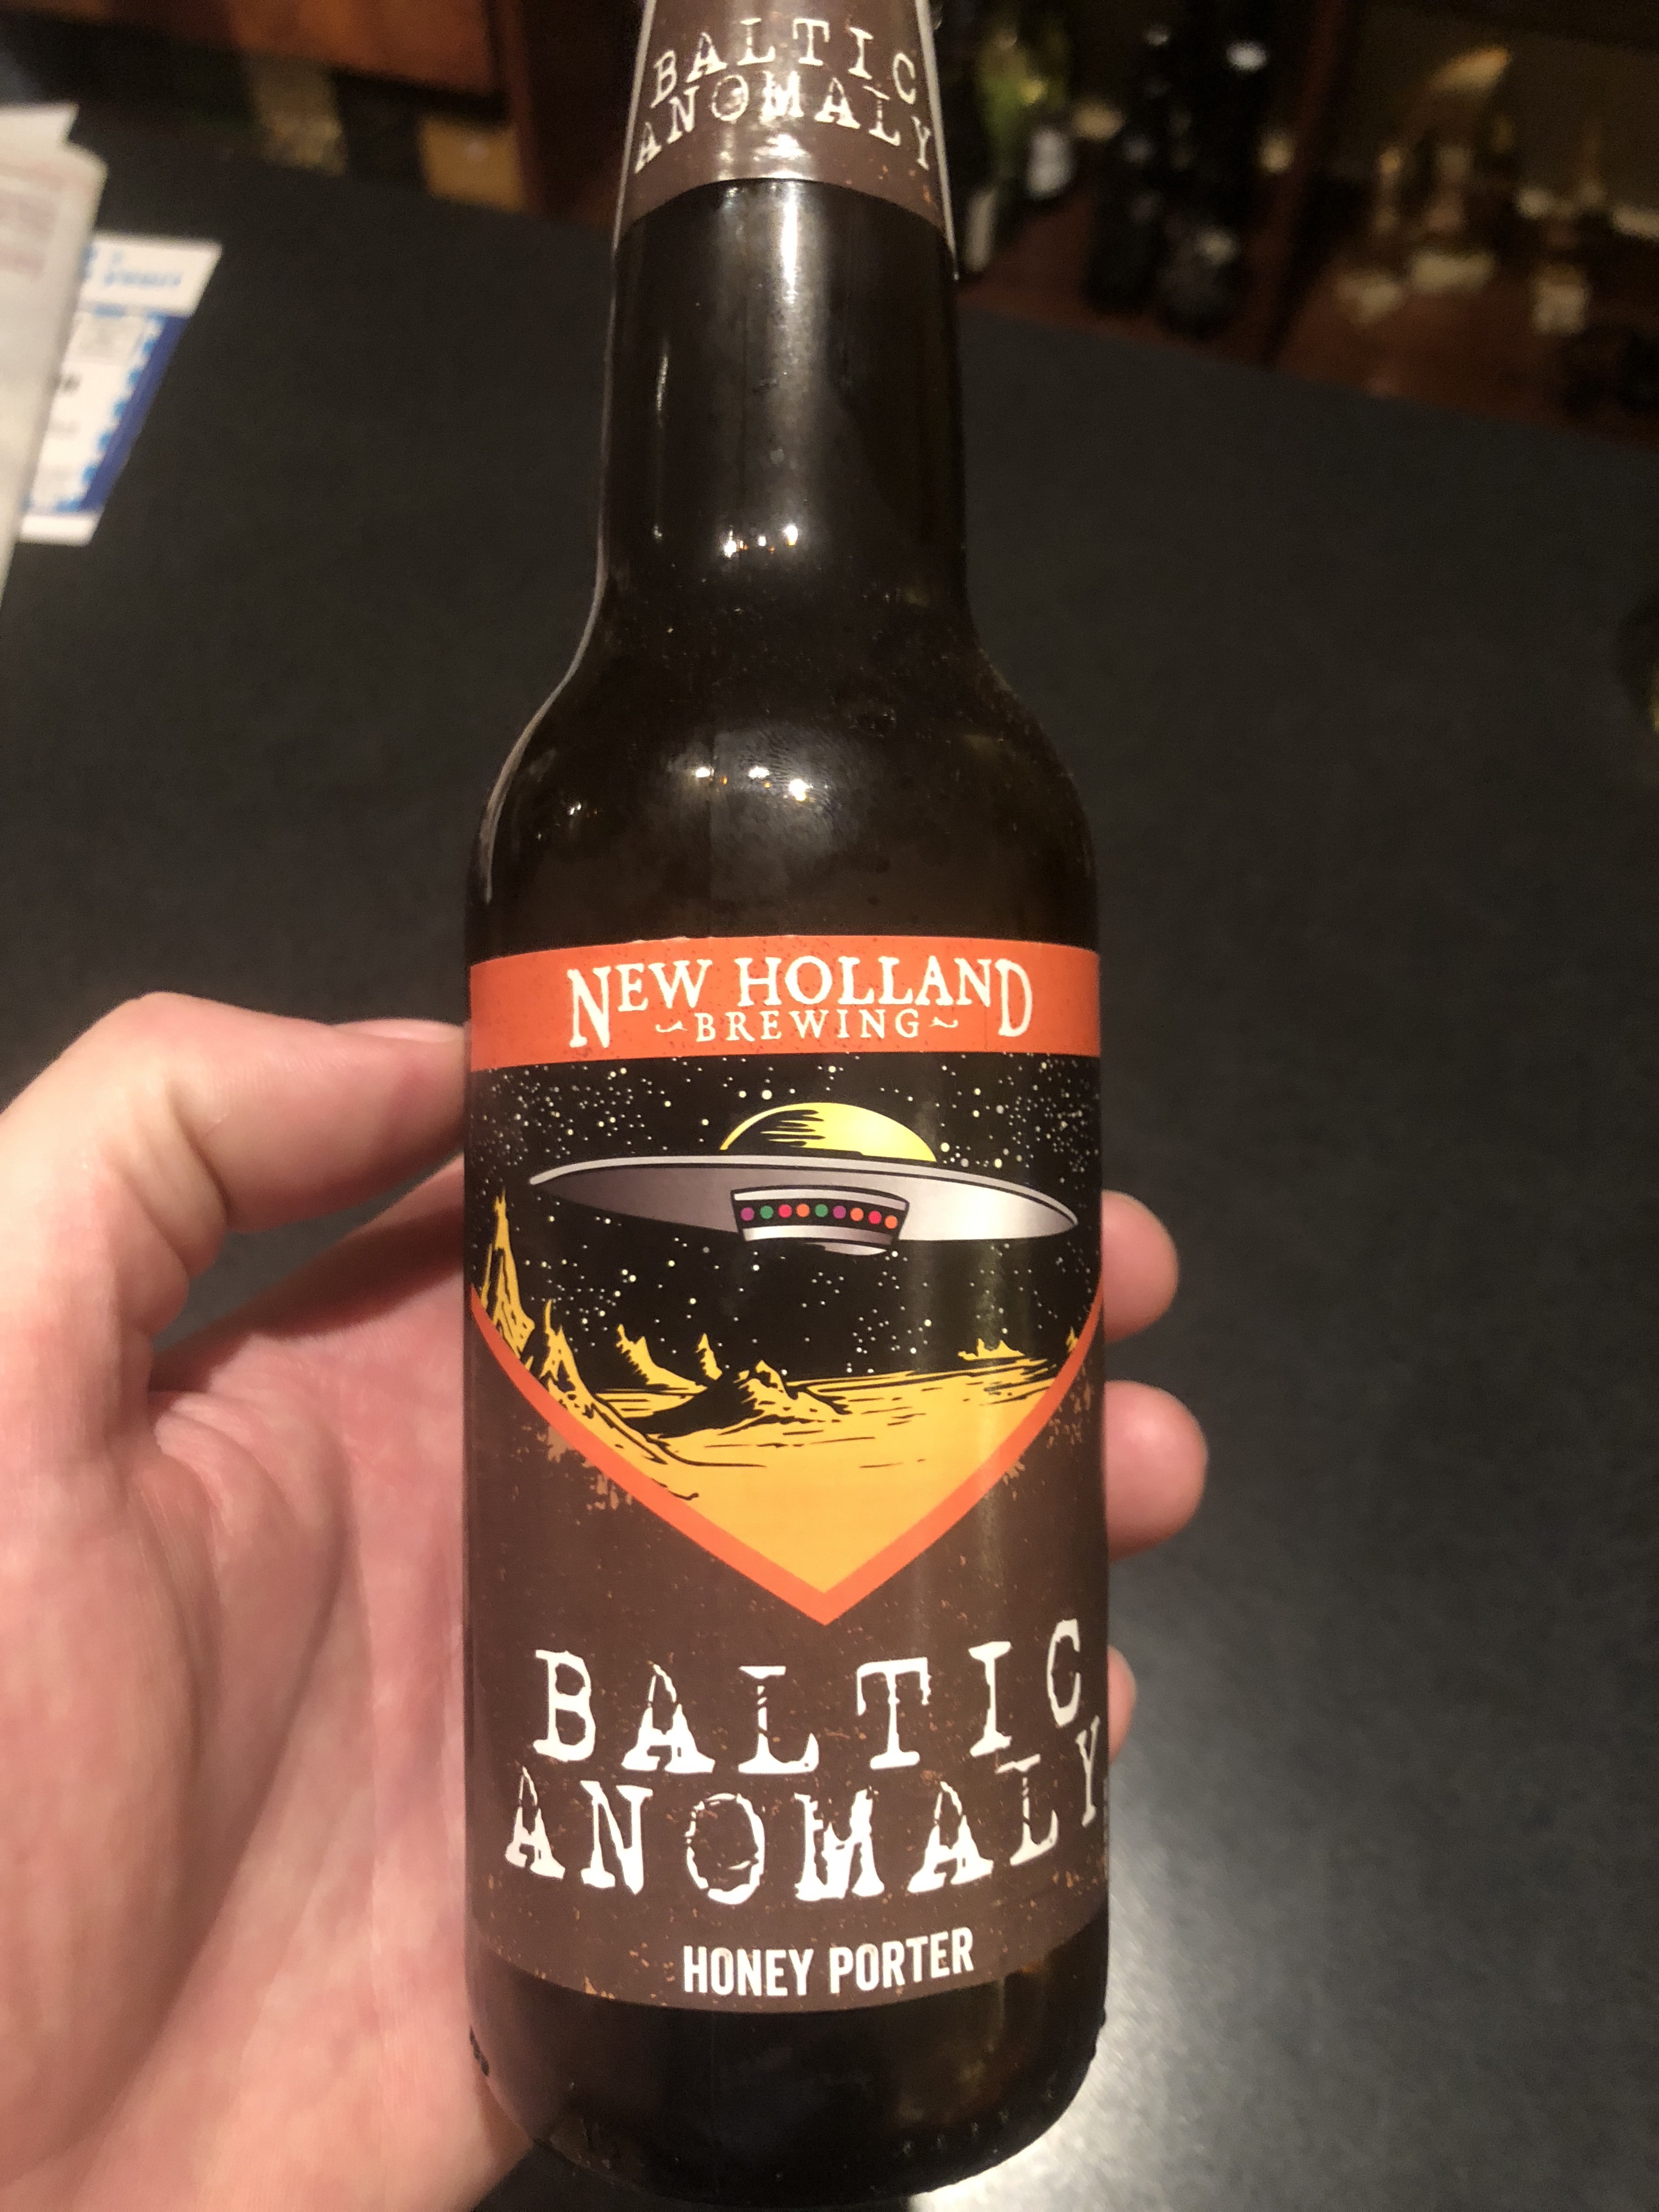 BALTIC
ANOMALY
NEW HOLLAND
BREWING
BALTIC
ANOMALY
HONEY PORTER